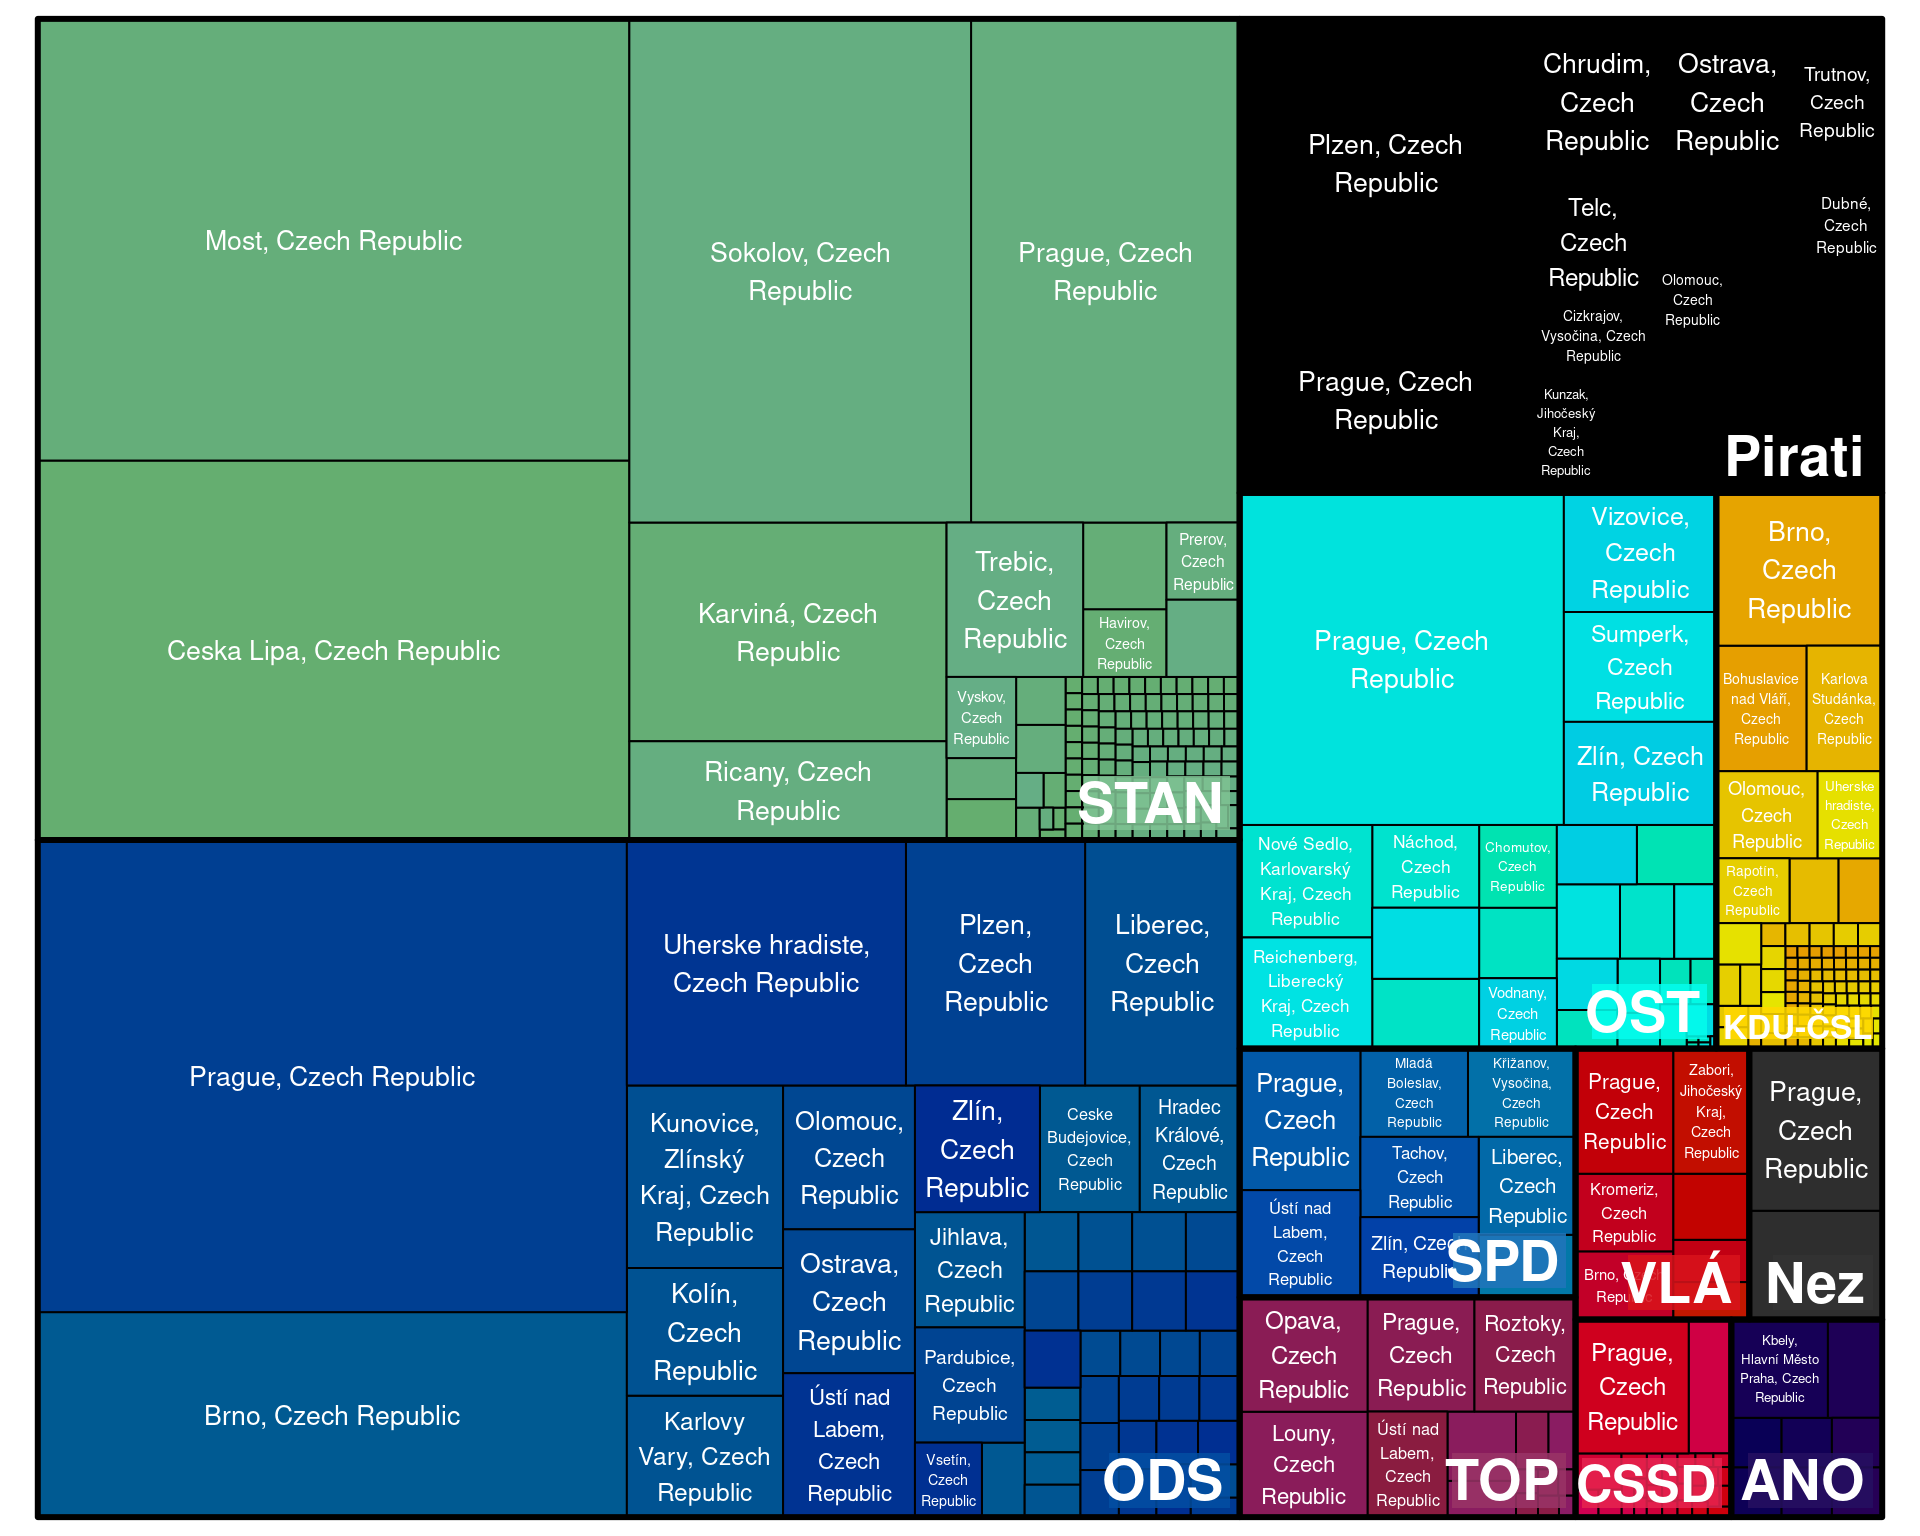 Most, Czech Republic
Ceska Lipa, Czech Republic
Sokolov, Czech
Republic
Prague, Czech
Republic
Karviná, Czech
Republic
Ricany, Czech
Republic
Trebic,
Czech
Republic
Prerov,
Czech
Republic
Havirov,
Czech
Republic
Vyskov,
Czech
Republic
STAN
Prague, Czech Republic
Brno, Czech Republic
Uherske hradiste,
Czech Republic
Plzen,
Czech
Republic
Liberec,
Czech
Republic
Kunovice,
Zlínský
Kraj, Czech
Republic
Kolín,
Czech
Republic
Karlovy
Vary, Czech
Republic
Olomouc,
Czech
Republic
Ostrava,
Czech
Republic
Ústí nad
Labem,
Czech
Republic
Zlín,
Czech
Republic
Ceske
Budejovice,
Czech
Republic
Hradec
Králové,
Czech
Republic
Jihlava,
Czech
Republic
Pardubice,
Czech
Republic
Vsetín,
Czech
Republic
ODS
Plzen, Czech
Republic
Prague, Czech
Republic
Chrudim,
Czech
Republic
Ostrava,
Czech
Republic
Trutnov,
Czech
Republic
Telc,
Czech
Republic
Dubné,
Czech
Republic
Olomouc,
Czech
Republic
Cizkrajov,
Vysočina, Czech
Republic
Kunzak,
Jihočeský
Kraj,
Czech
Republic
Pirati
Prague, Czech
Republic
Vizovice,
Czech
Republic
Sumperk,
Czech
Republic
Zlín, Czech
Republic
Nové Sedlo,
Karlovarský
Kraj, Czech
Republic
Reichenberg,
Liberecký
Kraj, Czech
Republic
Náchod,
Czech
Republic
Chomutov,
Czech
Republic
Vodnany,
Czech
Republic
OST
Brno,
Czech
Republic
Bohuslavice
nad Vláří,
Czech
Republic
Karlova
Studánka,
Czech
Republic
Olomouc,
Czech
Republic
Uherske
hradiste,
Czech
Republic
Rapotín,
Czech
Republic
KDU-ČSL
Prague,
Czech
Republic
Ústí nad
Labem,
Czech
Republic
Mladá
Boleslav,
Czech
Republic
Křižanov,
Vysočina,
Czech
Republic
Tachov,
Czech
Republic
Liberec,
Czech
Republic
Zlín, Czech
Republic
SPD
Prague,
Czech
Republic
Zabori,
Jihočeský
Kraj,
Czech
Republic
Kromeriz,
Czech
Republic
Brno, Czech
Republic
VLÁ
Prague,
Czech
Republic
Nez
Opava,
Czech
Republic
Prague,
Czech
Republic
Roztoky,
Czech
Republic
Louny,
Czech
Republic
Ústí nad
Labem,
Czech
Republic
TOP
Prague,
Czech
Republic
CSSD
Kbely,
Hlavní Město
Praha, Czech
Republic
ANO